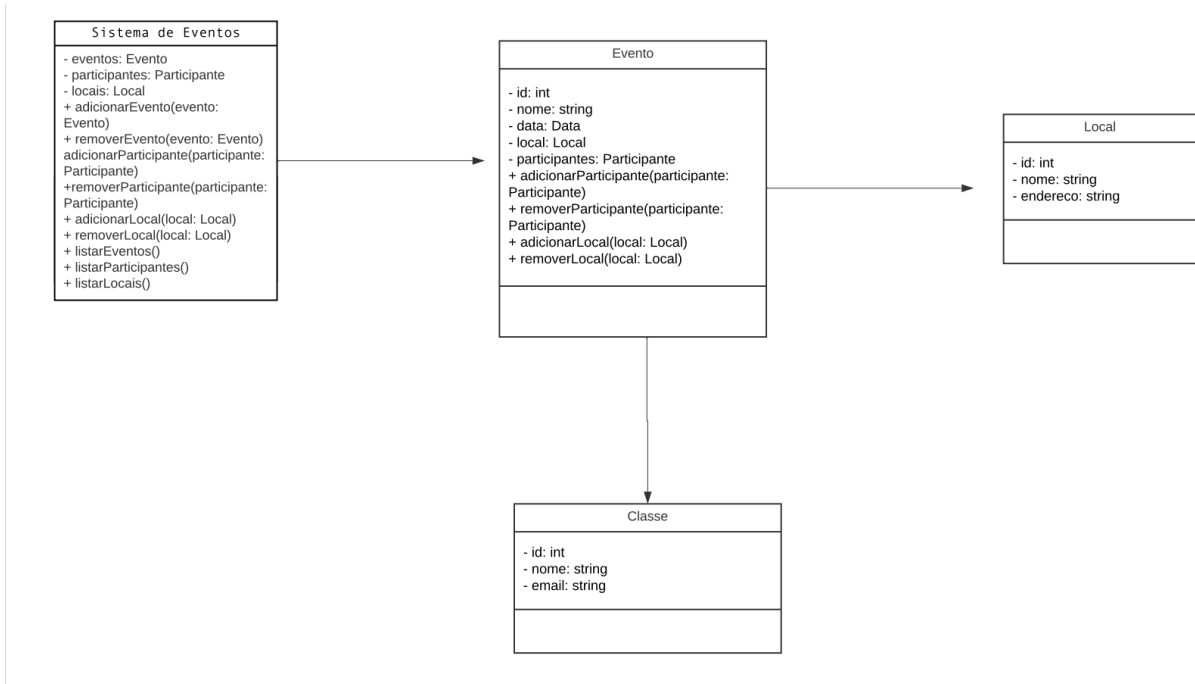 Sistema de Eventos
- eventos: Evento
- participantes: Participante
- locais: Local
+ adicionarEvento(evento:
Evento)
+ removerEvento(evento: Evento)
adicionarParticipante(participante:
Participante)
+removerParticipante(participante:
Participante)
+ adicionarLocal(local: Local)
+ removerLocal(local: Local)
+ listarEventos()
+ listarParticipantes()
+ listarLocais()
Evento
- id: int
- nome: string
- data: Data
- local: Local
- participantes: Participante
+ adicionarParticipante(participante:
Participante)
+ removerParticipante(participante:
Participante)
+ adicionarLocal(local: Local)
+ removerLocal(local: Local)
Local
- id: int
- nome: string
- endereco: string
Classe
- id: int
- nome: string
- email: string